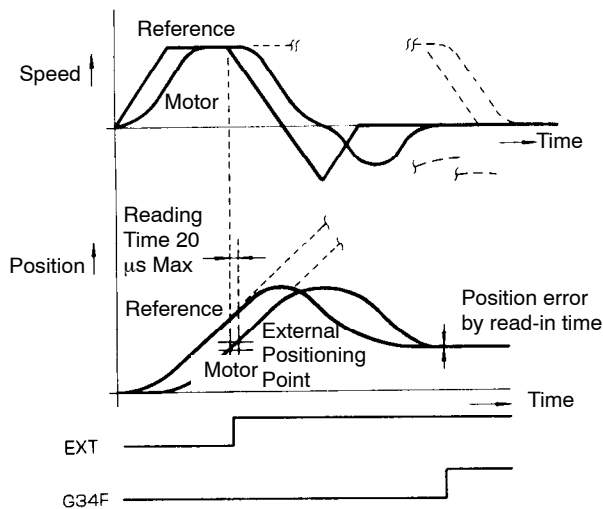 Reference
Speed
Motor
Time
Reading
Time 20
μs Max
Position
Reference
External
Positioning
Point
Motor
Position error
by read-in time
Time
EXT
G34F